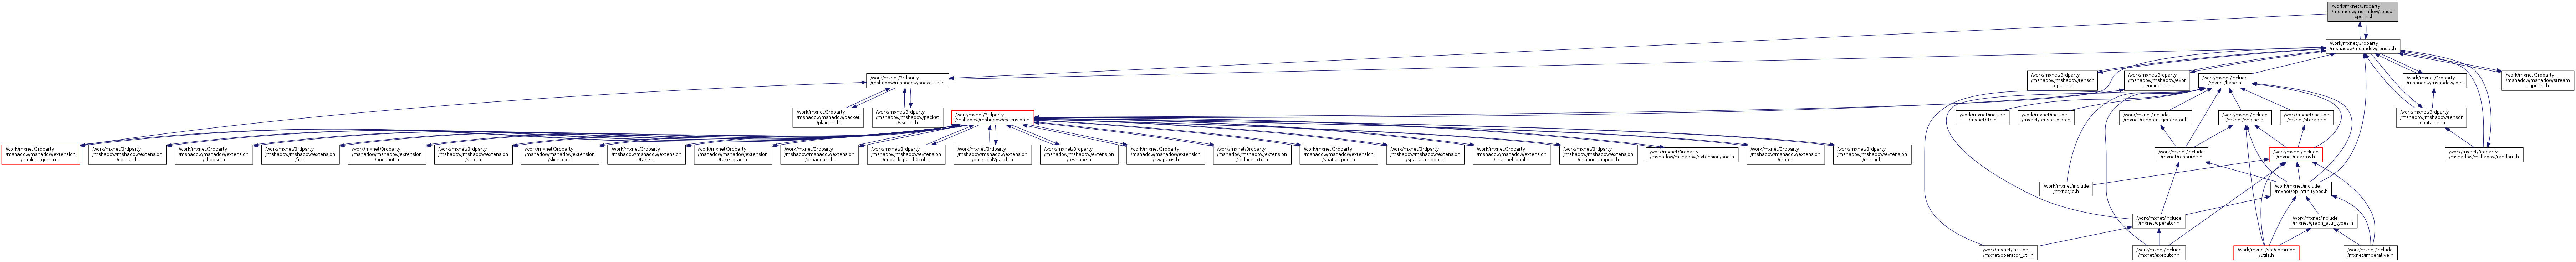 /work/mxnet/3rdparty
/mshadow/mshadow/tensor
_cpu-inl.h
/work/mxnet/3rdparty
/mshadow/mshadow/tensor.h
/work/mxnet/3rdparty
/mshadow/mshadow/packet-inl.h
/work/mxnet/3rdparty
/mshadow/mshadow/tensor
_gpu-inl.h
/work/mxnet/3rdparty
/mshadow/mshadow/expr
_engine-inl.h
/work/mxnet/include
/mxnet/base.h
/work/mxnet/3rdparty
/mshadow/mshadow/io.h
/work/mxnet/3rdparty
/mshadow/mshadow/stream
_gpu-inl.h
/work/mxnet/3rdparty
/mshadow/mshadow/packet
/plain-inl.h
/work/mxnet/3rdparty
/mshadow/mshadow/packet
/sse-inl.h
/work/mxnet/3rdparty
/mshadow/mshadow/extension.h
/work/mxnet/include
/mxnet/rtc.h
/work/mxnet/include
/mxnet/tensor_blob.h
/work/mxnet/include
/mxnet/random_generator.h
/work/mxnet/include
/mxnet/engine.h
/work/mxnet/include
/mxnet/storage.h
/work/mxnet/3rdparty
/mshadow/mshadow/tensor
_container.h
/work/mxnet/3rdparty
/mshadow/mshadow/extension
/implicit_gemm.h
/work/mxnet/3rdparty
/mshadow/mshadow/extension
/concat.h
/work/mxnet/3rdparty
/mshadow/mshadow/extension
/choose.h
/work/mxnet/3rdparty
/mshadow/mshadow/extension
/fill.h
/work/mxnet/3rdparty
/mshadow/mshadow/extension
/one_hot.h
/work/mxnet/3rdparty
/mshadow/mshadow/extension
/slice.h
/work/mxnet/3rdparty
/mshadow/mshadow/extension
/slice_ex.h
/work/mxnet/3rdparty
/mshadow/mshadow/extension
/take.h
/work/mxnet/3rdparty
/mshadow/mshadow/extension
/take_grad.h
/work/mxnet/3rdparty
/mshadow/mshadow/extension
/broadcast.h
/work/mxnet/3rdparty
/mshadow/mshadow/extension
/unpack_patch2col.h
/work/mxnet/3rdparty
/mshadow/mshadow/extension
/pack_col2patch.h
/work/mxnet/3rdparty
/mshadow/mshadow/extension
/reshape.h
/work/mxnet/3rdparty
/mshadow/mshadow/extension
/swapaxis.h
/work/mxnet/3rdparty
/mshadow/mshadow/extension
/reduceto1d.h
/work/mxnet/3rdparty
/mshadow/mshadow/extension
/spatial_pool.h
/work/mxnet/3rdparty
/mshadow/mshadow/extension
/spatial_unpool.h
/work/mxnet/3rdparty
/mshadow/mshadow/extension
/channel_pool.h
/work/mxnet/3rdparty
/mshadow/mshadow/extension
/channel_unpool.h
/work/mxnet/3rdparty
/mshadow/mshadow/extension/pad.h
/work/mxnet/3rdparty
/mshadow/mshadow/extension
/crop.h
/work/mxnet/3rdparty
/mshadow/mshadow/extension
/mirror.h
/work/mxnet/include
/mxnet/resource.h
/work/mxnet/include
/mxnet/ndarray.h
/work/mxnet/3rdparty
/mshadow/mshadow/random.h
/work/mxnet/include
/mxnet/io.h
/work/mxnet/include
/mxnet/op_attr_types.h
/work/mxnet/include
/mxnet/operator.h
/work/mxnet/include
/mxnet/graph_attr_types.h
/work/mxnet/include
/mxnet/operator_util.h
/work/mxnet/include
/mxnet/executor.h
/work/mxnet/src/common
/utils.h
/work/mxnet/include
/mxnet/imperative.h